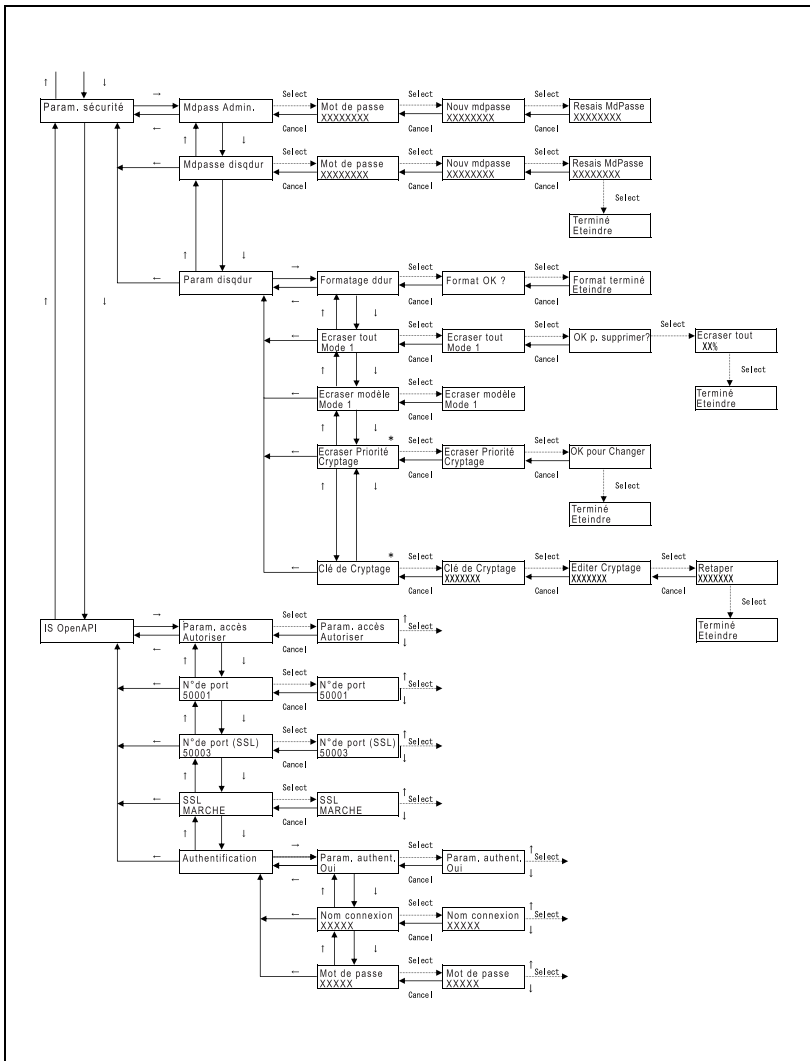 ↑ ↓
→ Select Select Select
Param. sécurité Mdpass Admin. Mot de passe XXXXXXXX Nouv mdpasse XXXXXXXX Resais MdPasse XXXXXXXX
← Cancel Cancel Cancel
↑ ↓ Select Select Select
← Mdpasse disqdur Mot de passe XXXXXXXX Nouv mdpasse XXXXXXXX Resais MdPasse XXXXXXXX
Cancel Cancel Cancel
Select
Terminé
Eteindre
↑ ↓ → Select Select
← Param disqdur Formatage ddur Format OK ? Format terminé Eteindre
← Cancel Cancel
↑ ↓
↑ ↓ Select Select Select
← Ecraser tout Mode 1 Ecraser tout Mode 1 OK p. supprimer? Ecraser tout XX%
Cancel Cancel
↑ ↓ Select Select
← Ecraser modèle Mode 1 Ecraser modèle Mode 1 Terminé Eteindre
Cancel
↑ ↓ * Select Select
← Ecraser Priorité Cryptage Ecraser Priorité Cryptage OK pour Changer
Cancel Cancel
↑ ↓ Select
Terminé
Eteindre
* Select Select Select
← Clé de Cryptage Clé de Cryptage XXXXXXX Editer Cryptage XXXXXXX Retaper XXXXXXX
Cancel Cancel Cancel
Select
Terminé
Eteindre
→ Select ↑
IS OpenAPI Param. accès Autoriser Param. accès Autoriser Select
← Cancel ↓
↑ ↓ Select ↑
← N°de port 50001 N°de port 50001 Select
Cancel ↓
↑ ↓ Select ↑
← N°de port (SSL) 50003 N°de port (SSL) 50003 Select
Cancel ↓
↑ ↓ Select ↑
← SSL MARCHE SSL MARCHE Select
Cancel ↓
↑ ↓ → Select ↑
← Authentification Param. authent. Oui Param. authent. Oui Select
← Cancel ↓
↑ ↓ Select ↑
← Nom connexion XXXXX Nom connexion XXXXX Select
Cancel ↓
↑ ↓ Select ↑
← Mot de passe XXXXX Mot de passe XXXXX Select
Cancel ↓